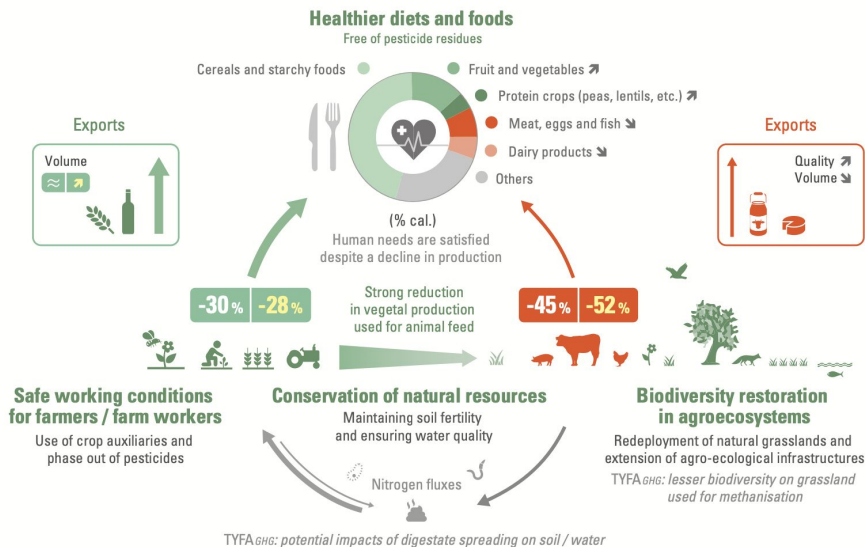 Healthier diets and foods
Free of pesticide residues
Cereals and starchy foods
Fruit and vegetables
Protein crops (peas, lentils, etc.)
Meat, eggs and fish
Dairy products
Others
Exports
Volume
≈
Exports
Quality
Volume
(% cal.)
Human needs are satisfied
despite a decline in production
-30 % -28 %
Strong reduction
in vegetal production
used for animal feed
-45 % -52 %
Safe working conditions
for farmers / farm workers
Use of crop auxiliaries and
phase out of pesticides
Conservation of natural resources
Maintaining soil fertility
and ensuring water quality
Biodiversity restoration
in agroecosystems
Redeployment of natural grasslands and
extension of agro-ecological infrastructures
TYFA GHG: lesser biodiversity on grassland
used for methanisation
Nitrogen fluxes
TYFA GHG: potential impacts of digestate spreading on soil / water